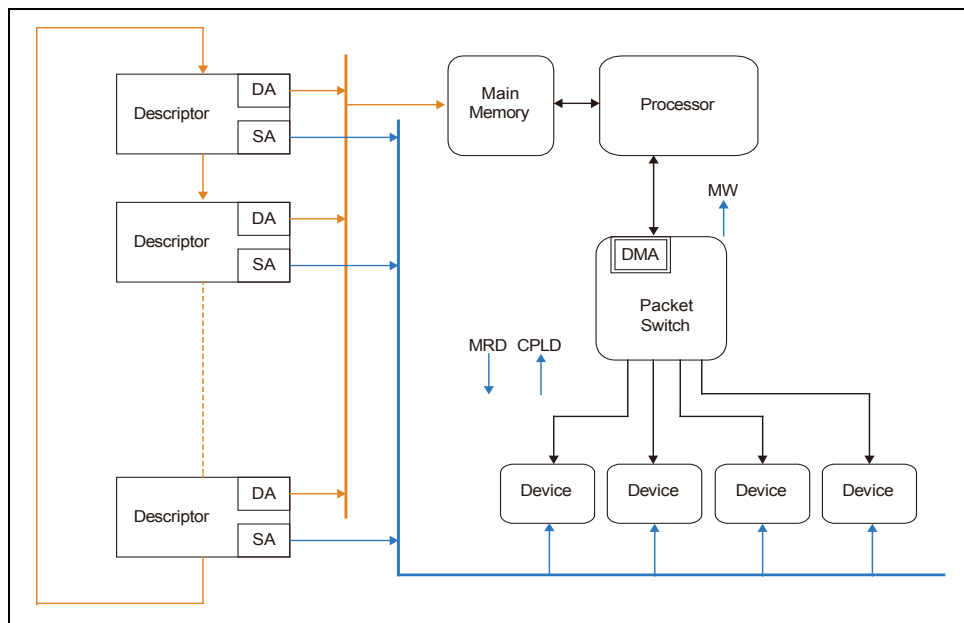 Descriptor
DA
SA
Descriptor
DA
SA
Descriptor
DA
SA
Main
Memory
Processor
MW
DMA
Packet
Switch
MRD CPLD
Device
Device
Device
Device